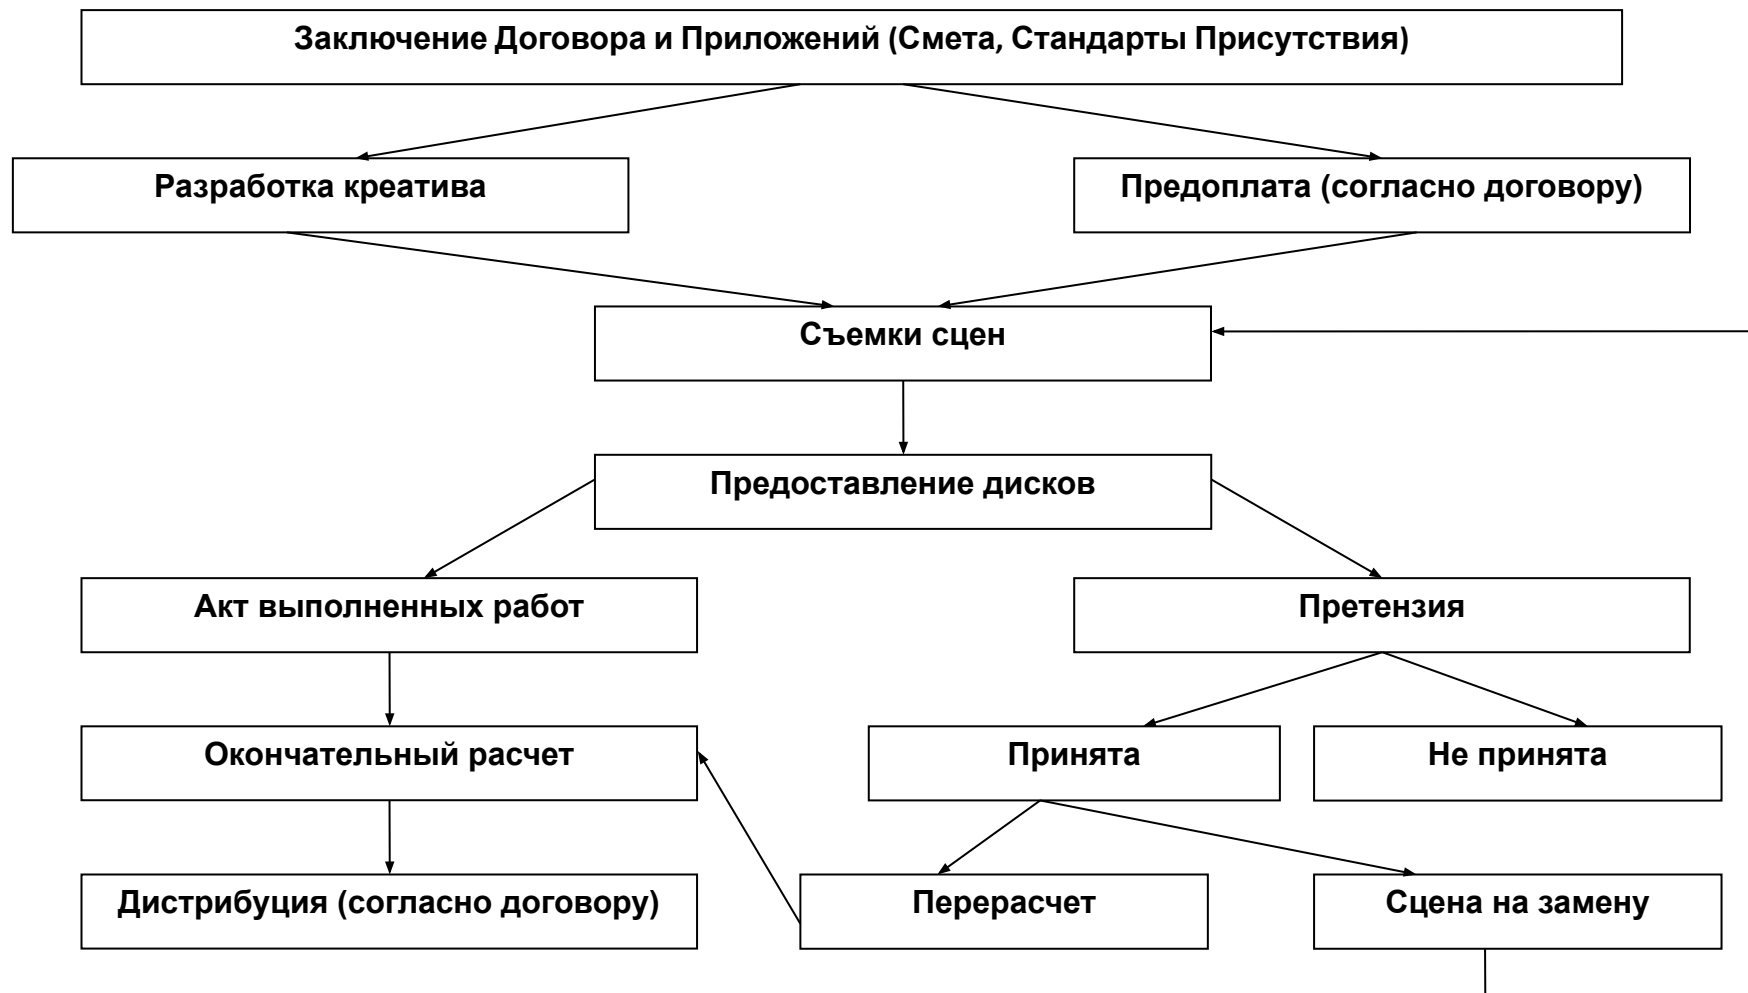 Заключение Договора и Приложений (Смета, Стандарты Присутствия)
Разработка креатива
Предоплата (согласно договору)
Съемки сцен
Предоставление дисков
Акт выполненных работ
Претензия
Окончательный расчет
Принята
Не принята
Дистрибуция (согласно договору)
Перерасчет
Сцена на замену